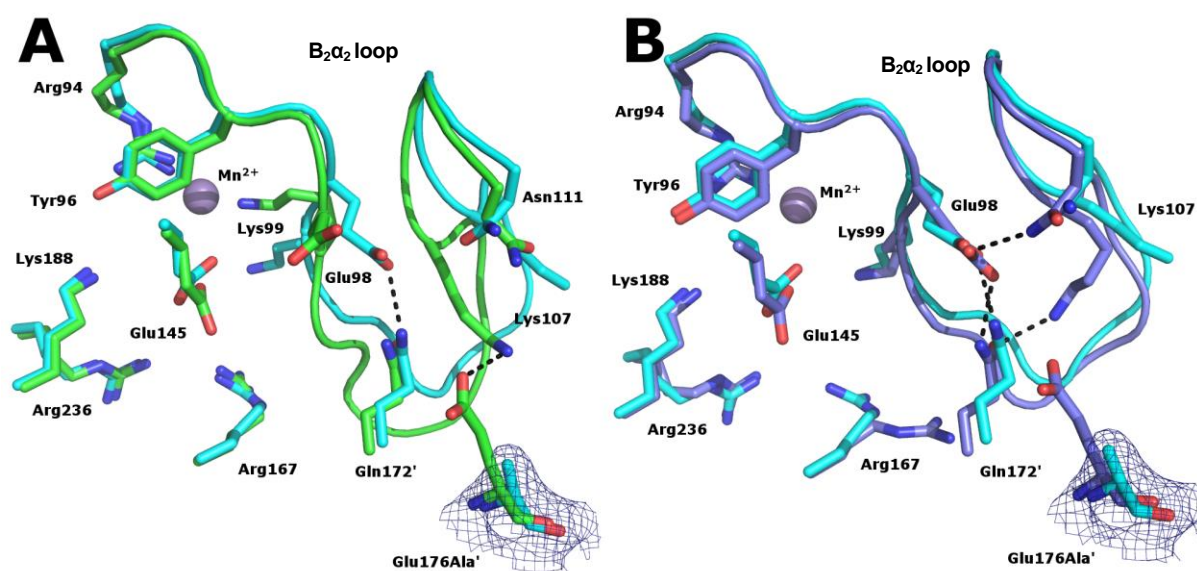 A
B₂α₂ loop
Arg94
Tyr96
Mn²⁺
Lys99
Asn111
Lys188
Glu98
Glu145
Lys107
Arg236
Arg167
Gln172'
Glu176Ala'
B
B₂α₂ loop
Arg94
Tyr96
Mn²⁺
Glu98
Lys107
Lys99
Lys188
Glu145
Arg236
Arg167
Gln172'
Glu176Ala'